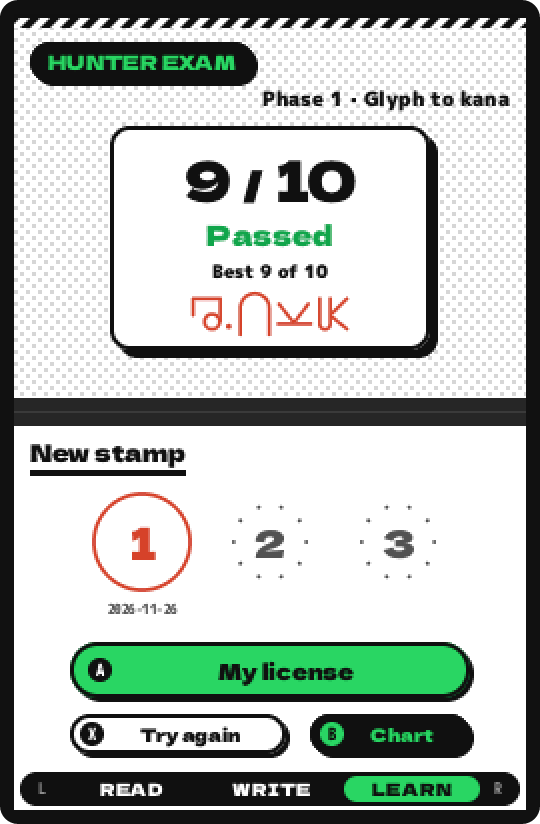 HUNTER EXAM
Phase 1 · Glyph to kana
9 / 10
Passed
Best 9 of 10
New stamp
1
2
3
2026-11-26
A My license
X Try again
B Chart
L READ WRITE LEARN R